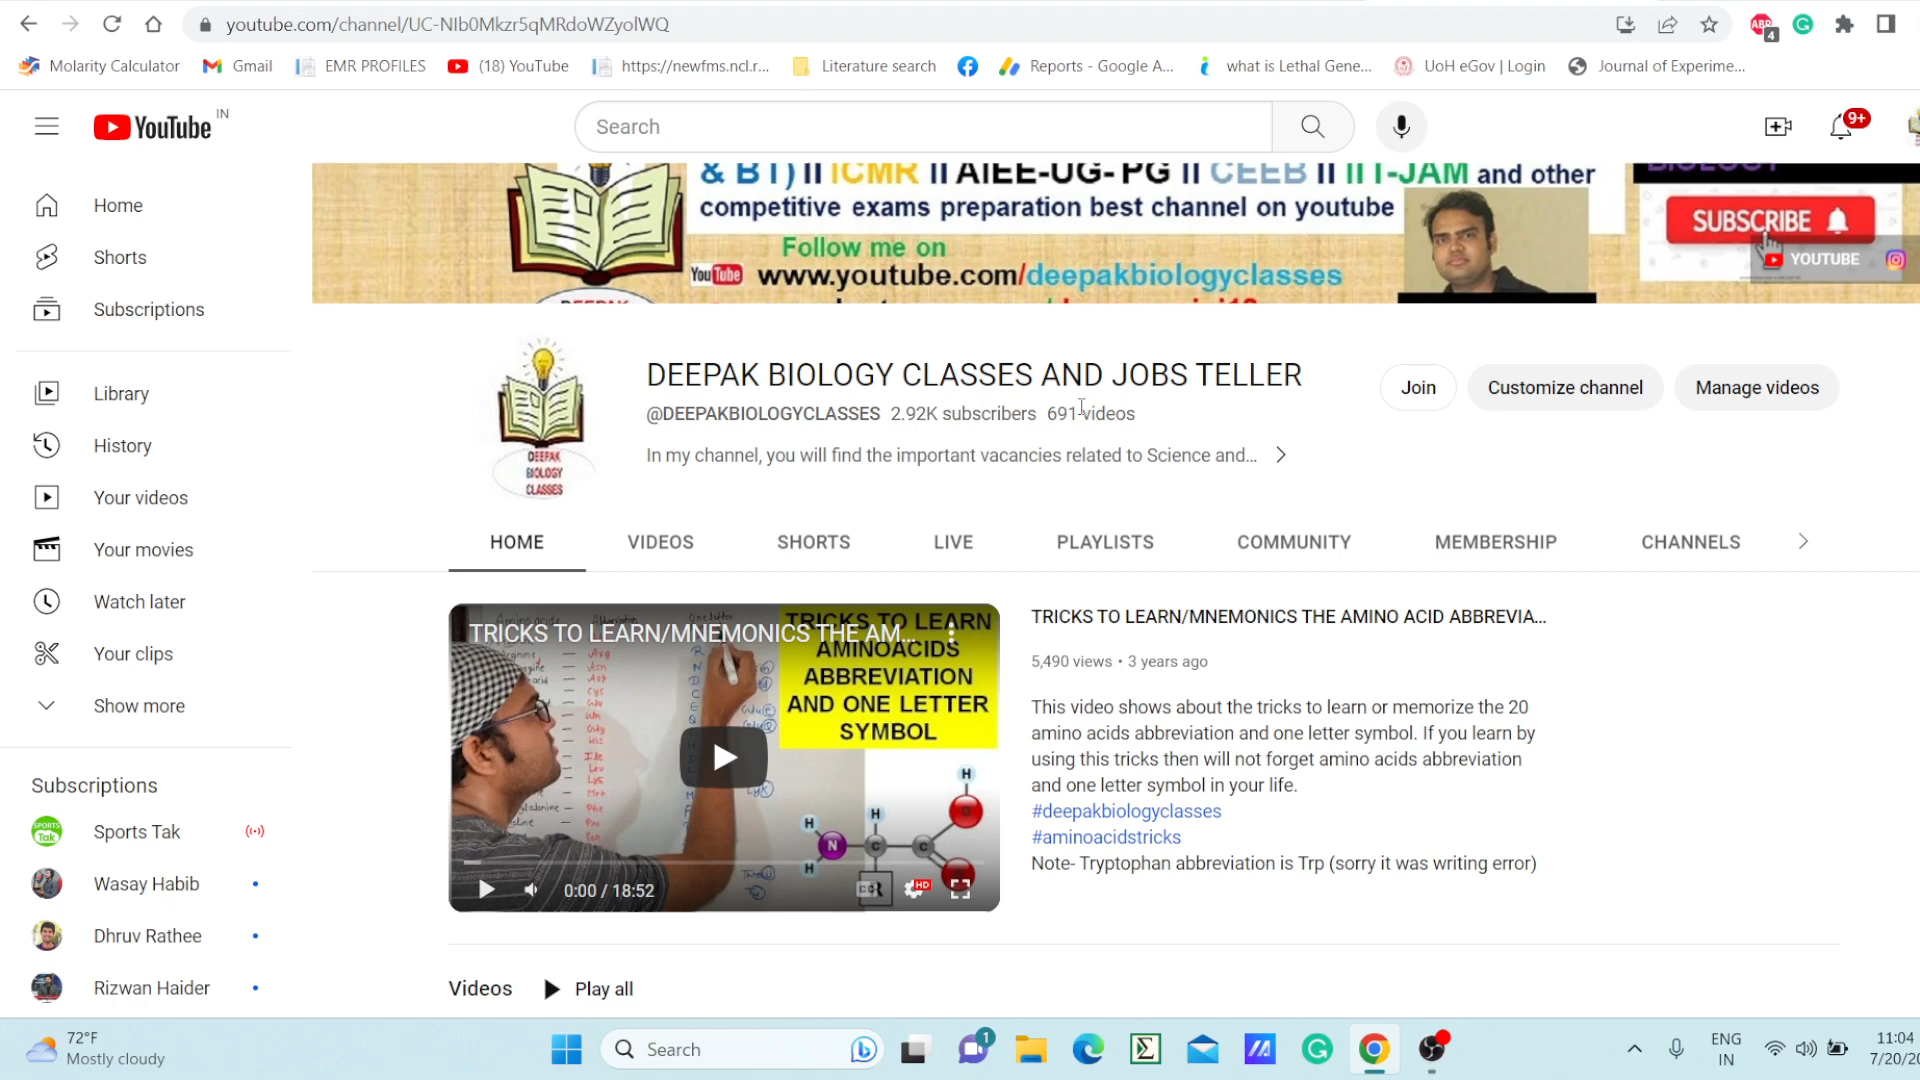 youtube.com/channel/UC-NIb0Mkzr5qMRdoWZyolWQ
4
Molarity Calculator
Gmail
EMR PROFILES
(18) YouTube
https://newfms.ncl.r...
Literature search
Reports - Google A...
what is Lethal Gene...
UoH eGov | Login
Journal of Experime...
YouTube IN
Search
9+
Home
Shorts
Subscriptions
Library
History
Your videos
Your movies
Watch later
Your clips
Show more
Subscriptions
Sports Tak
Wasay Habib
Dhruv Rathee
Rizwan Haider
& BT) II ICMR II AIEE-UG-PG II CEEB II IIT-JAM and other
competitive exams preparation best channel on youtube
Follow me on
YouTube www.youtube.com/deepakbiologyclasses
BIOLOGY
SUBSCRIBE
YOUTUBE
DEEPAK
BIOLOGY
CLASSES
DEEPAK BIOLOGY CLASSES AND JOBS TELLER
@DEEPAKBIOLOGYCLASSES 2.92K subscribers 691 videos
In my channel, you will find the important vacancies related to Science and...
Join
Customize channel
Manage videos
HOME
VIDEOS
SHORTS
LIVE
PLAYLISTS
COMMUNITY
MEMBERSHIP
CHANNELS
TRICKS TO LEARN/MNEMONICS THE AM...
TRICKS TO LEARN
AMINOACIDS
ABBREVIATION
AND ONE LETTER
SYMBOL
H
H
H
N
C
C
H
R
0:00 / 18:52
HD
TRICKS TO LEARN/MNEMONICS THE AMINO ACID ABBREVIA...
5,490 views • 3 years ago
This video shows about the tricks to learn or memorize the 20
amino acids abbreviation and one letter symbol. If you learn by
using this tricks then will not forget amino acids abbreviation
and one letter symbol in your life.
#deepakbiologyclasses
#aminoacidstricks
Note- Tryptophan abbreviation is Trp (sorry it was writing error)
Videos
Play all
72°F
Mostly cloudy
Search
1
ENG
IN
11:04
7/20/20